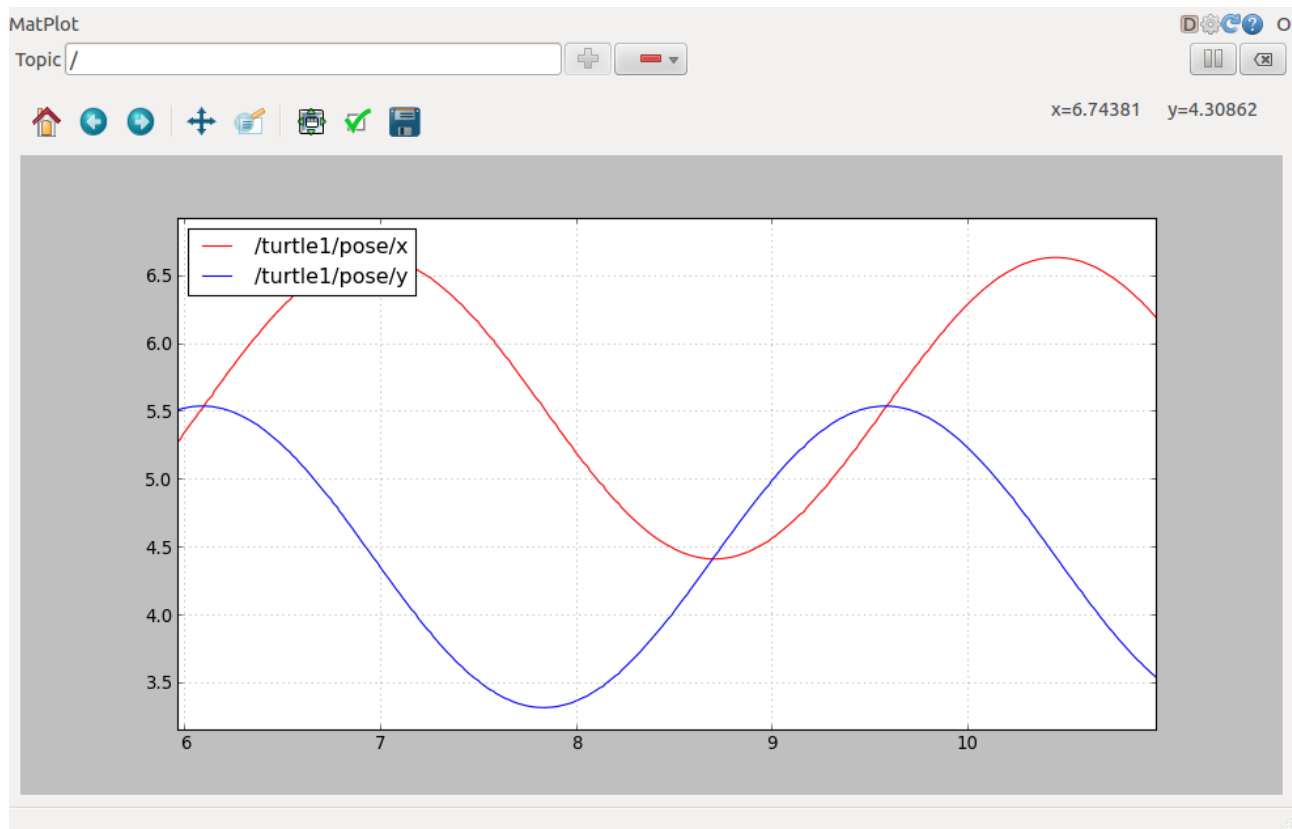 MatPlot D ? O
Topic /
x=6.74381 y=4.30862
/turtle1/pose/x
/turtle1/pose/y
6.5
6.0
5.5
5.0
4.5
4.0
3.5
6 7 8 9 10